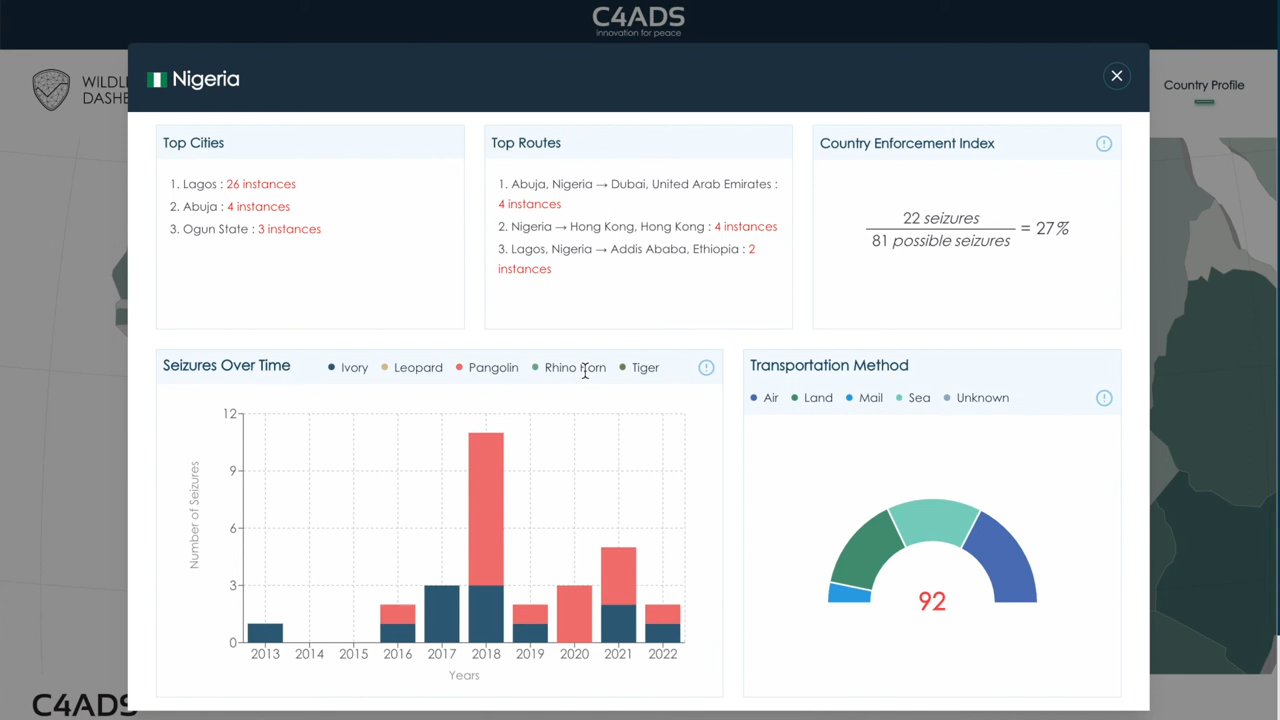 C4ADS
innovation for peace
WILDL
DASHE
Nigeria
Country Profile
Top Cities
1. Lagos : 26 instances
2. Abuja : 4 instances
3. Ogun State : 3 instances
Top Routes
1. Abuja, Nigeria → Dubai, United Arab Emirates :
4 instances
2. Nigeria → Hong Kong, Hong Kong : 4 instances
3. Lagos, Nigeria → Addis Ababa, Ethiopia : 2
instances
Country Enforcement Index
22 seizures
81 possible seizures
= 27%
Seizures Over Time
Ivory Leopard Pangolin Rhino Horn Tiger
12
9
6
3
0
Number of Seizures
2013 2014 2015 2016 2017 2018 2019 2020 2021 2022
Years
Transportation Method
Air Land Mail Sea Unknown
92
C4ADS